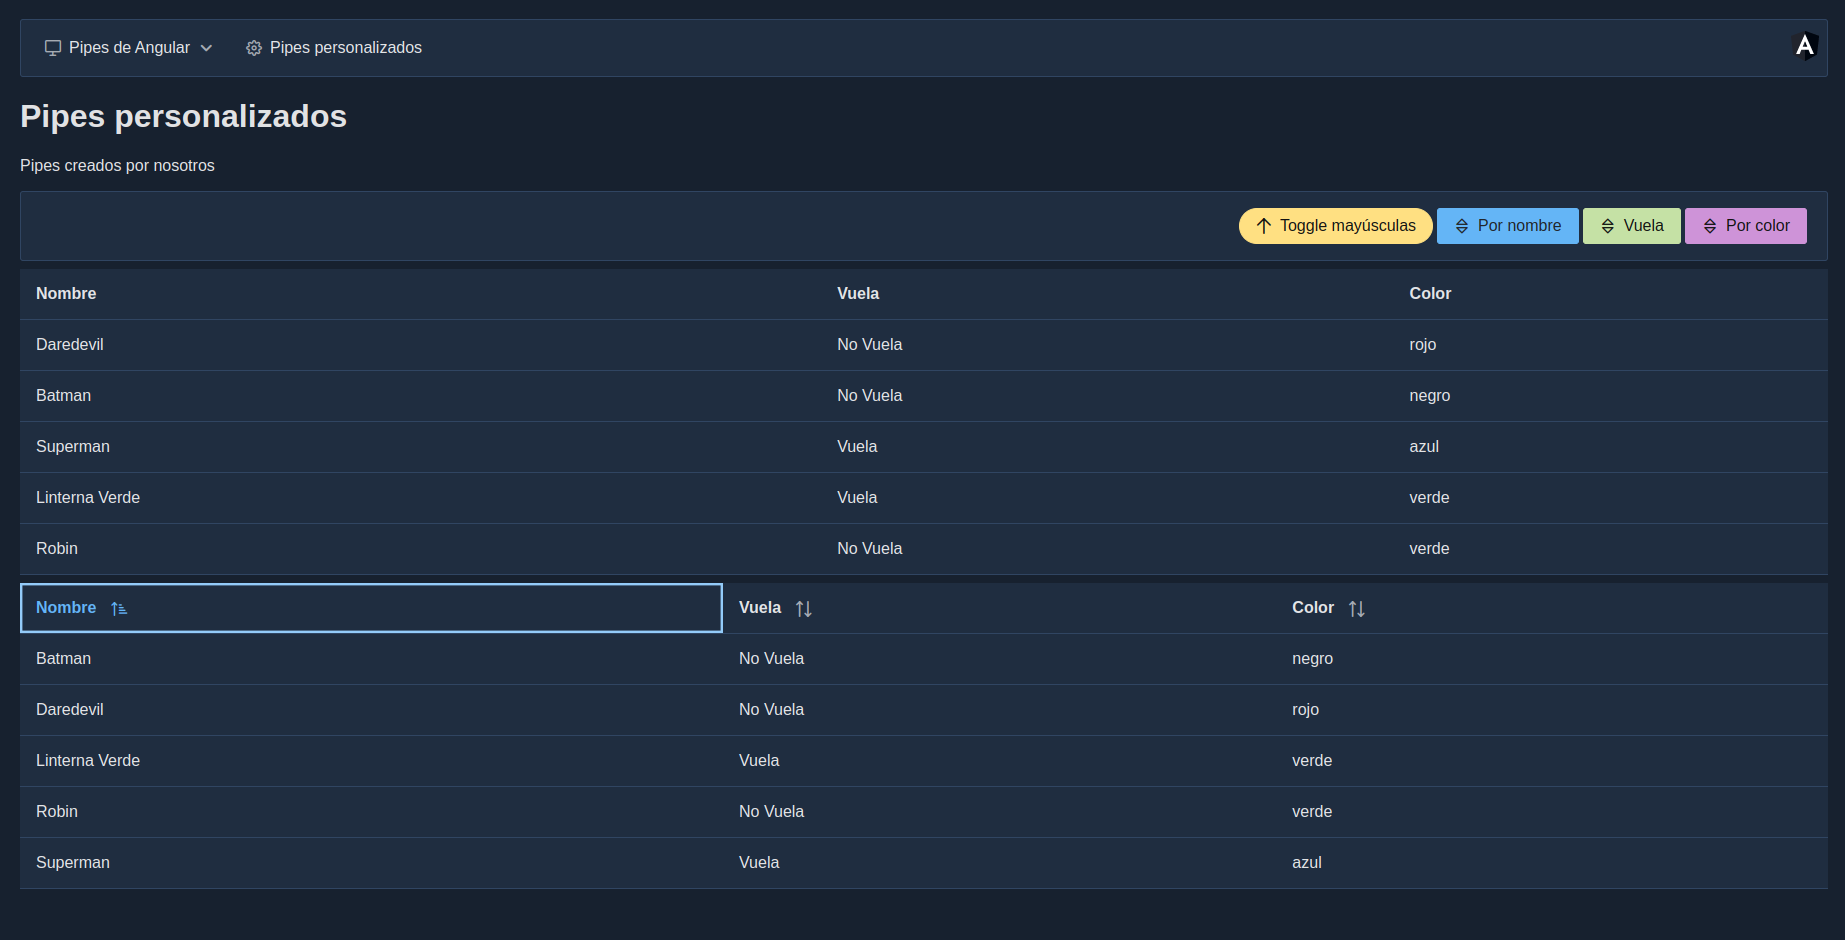 Pipes de Angular Pipes personalizados
Pipes personalizados
Pipes creados por nosotros
Toggle mayúsculas Por nombre Vuela Por color
Nombre Vuela Color
Daredevil No Vuela rojo
Batman No Vuela negro
Superman Vuela azul
Linterna Verde Vuela verde
Robin No Vuela verde
Nombre Vuela Color
Batman No Vuela negro
Daredevil No Vuela rojo
Linterna Verde Vuela verde
Robin No Vuela verde
Superman Vuela azul